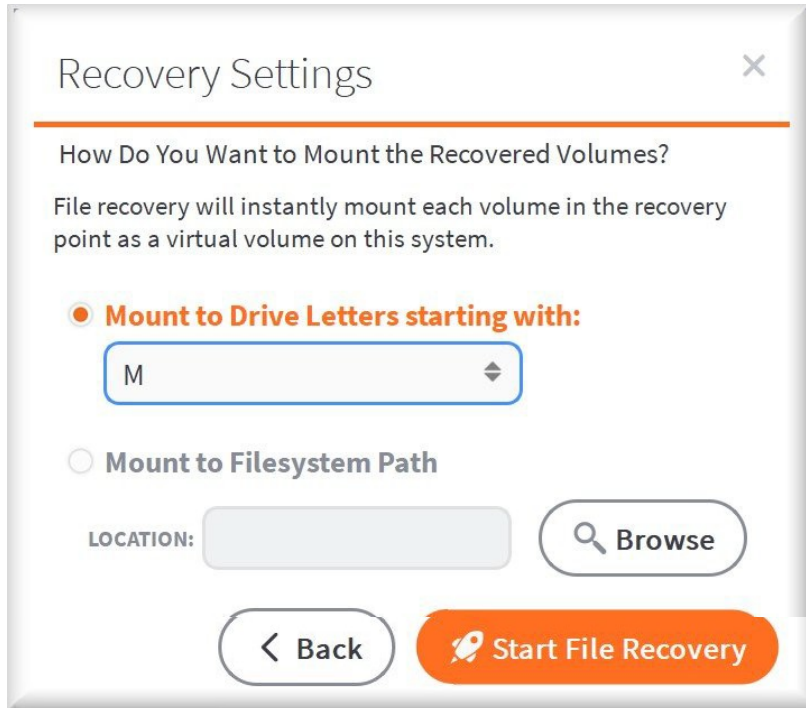 Recovery Settings
How Do You Want to Mount the Recovered Volumes?
File recovery will instantly mount each volume in the recovery
point as a virtual volume on this system.
Mount to Drive Letters starting with:
M
Mount to Filesystem Path
LOCATION:
Browse
Back
Start File Recovery